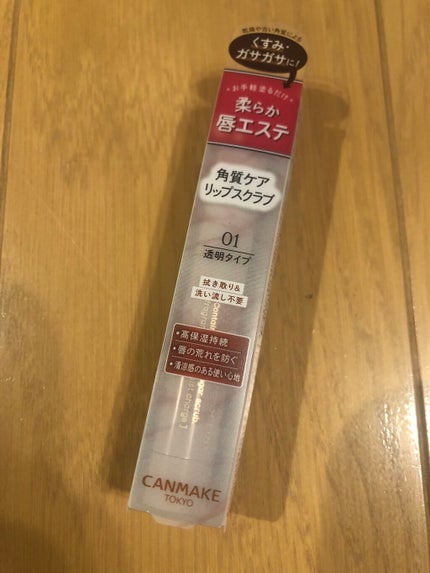 乾燥や古い角質による
くすみ・
ガサガサに!
お手軽塗るだけ
柔らか
唇エステ
角質ケア
リップスクラブ
01
透明タイプ
拭き取り&
洗い流し不要
・高保湿持続
・唇の荒れを防ぐ
・清涼感のある使い心地
CANMAKE
TOKYO